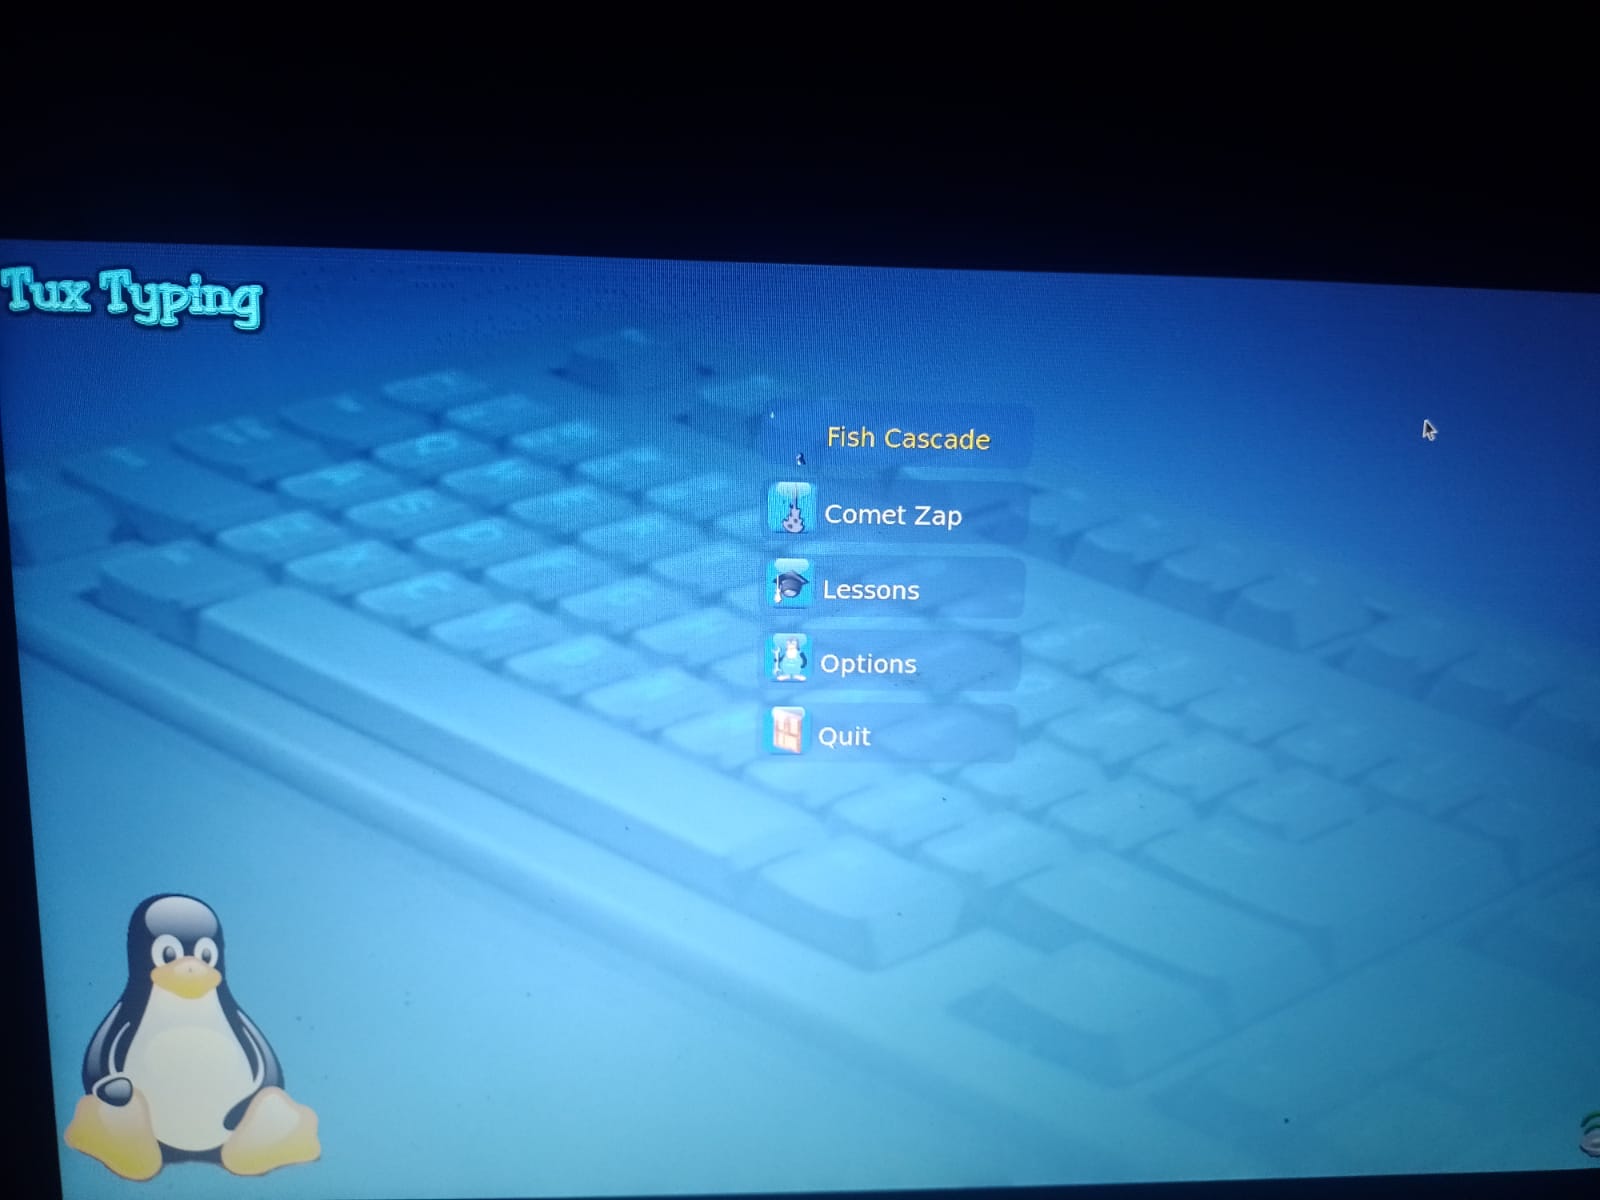 Tux Typing
Fish Cascade
Comet Zap
Lessons
Options
Quit